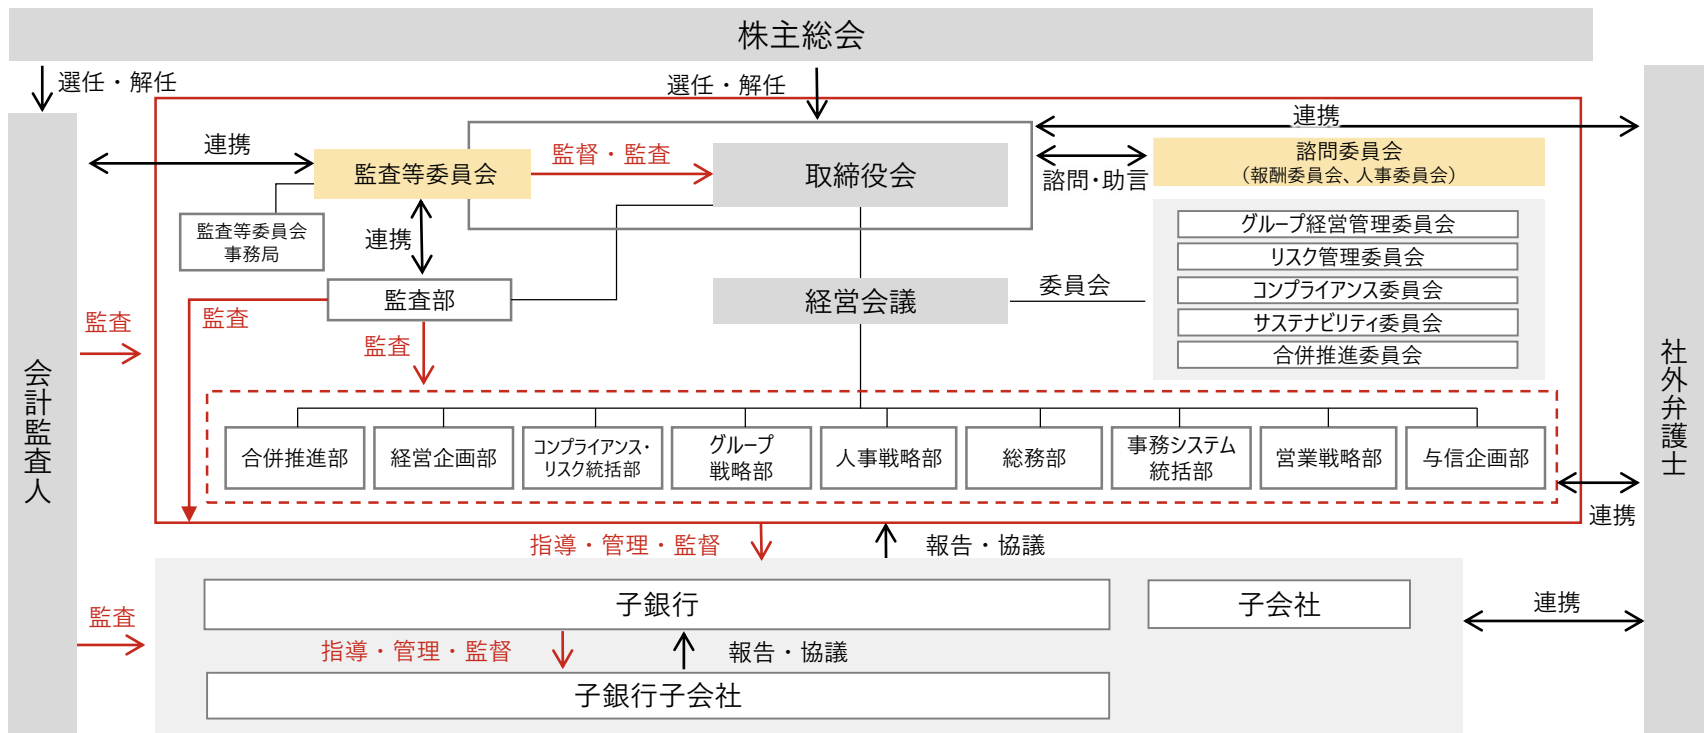 株主総会
選任・解任
選任・解任
連携
連携
監査等委員会
監督・監査
取締役会
諮問・助言
諮問委員会
（報酬委員会、人事委員会）
監査等委員会
事務局
連携
グループ経営管理委員会
リスク管理委員会
コンプライアンス委員会
サステナビリティ委員会
合併推進委員会
監査部
経営会議
委員会
監査
監査
監査
会計監査人
社外弁護士
合併推進部
経営企画部
コンプライアンス・
リスク統括部
グループ
戦略部
人事戦略部
総務部
事務システム
統括部
営業戦略部
与信企画部
連携
指導・管理・監督
報告・協議
子銀行
子会社
監査
連携
指導・管理・監督
報告・協議
子銀行子会社